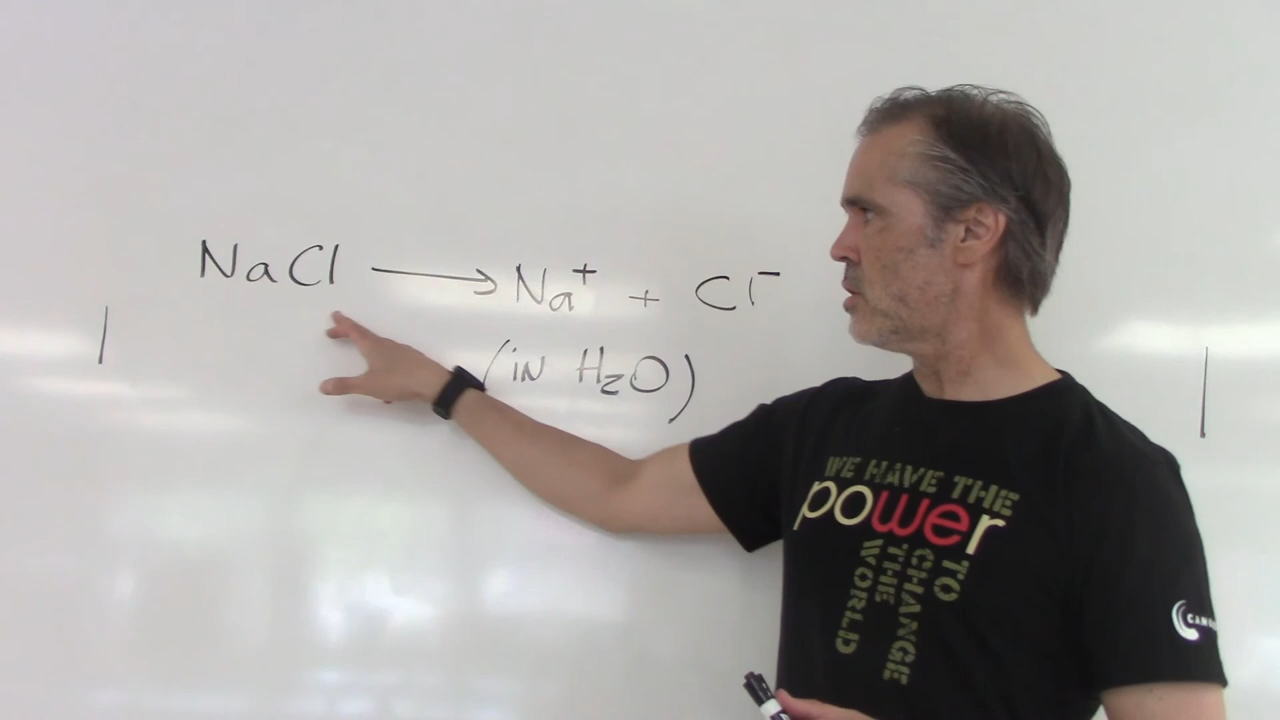 NaCl → Na⁺ + Cl⁻
(in H₂O)
WE HAVE THE
power
TO
CHANGE
THE
WORLD